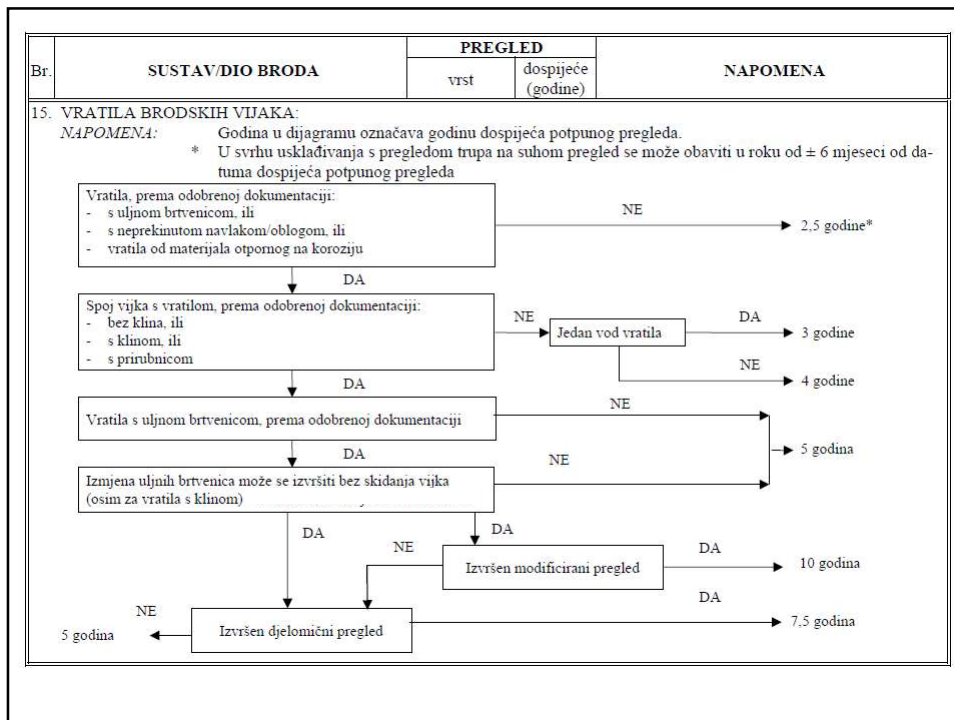 PREGLED
Br.
SUSTAV/DIO BRODA
vrst
dospijeće
(godine)
NAPOMENA
15. VRATILA BRODSKIH VIJAKA:
NAPOMENA: Godina u dijagramu označava godinu dospijeća potpunog pregleda.
* U svrhu usklađivanja s pregledom trupa na suhom pregled se može obaviti u roku od ± 6 mjeseci od da-
tuma dospijeća potpunog pregleda
Vratila, prema odobrenoj dokumentaciji:
- s uljnom brtvenicom, ili
- s neprekinutom navlakom/oblogom, ili
- vratila od materijala otpornog na koroziju
NE
2,5 godine*
DA
Spoj vijka s vratilom, prema odobrenoj dokumentaciji:
- bez klina, ili
- s klinom, ili
- s prirubnicom
NE
Jedan vod vratila
DA
3 godine
NE
4 godine
DA
Vratila s uljnom brtvenicom, prema odobrenoj dokumentaciji
NE
5 godina
DA
Izmjena uljnih brtvenica može se izvršiti bez skidanja vijka
(osim za vratila s klinom)
NE
DA
DA
NE
Izvršen modificirani pregled
DA
10 godina
DA
Izvršen djelomični pregled
7,5 godina
NE
5 godina